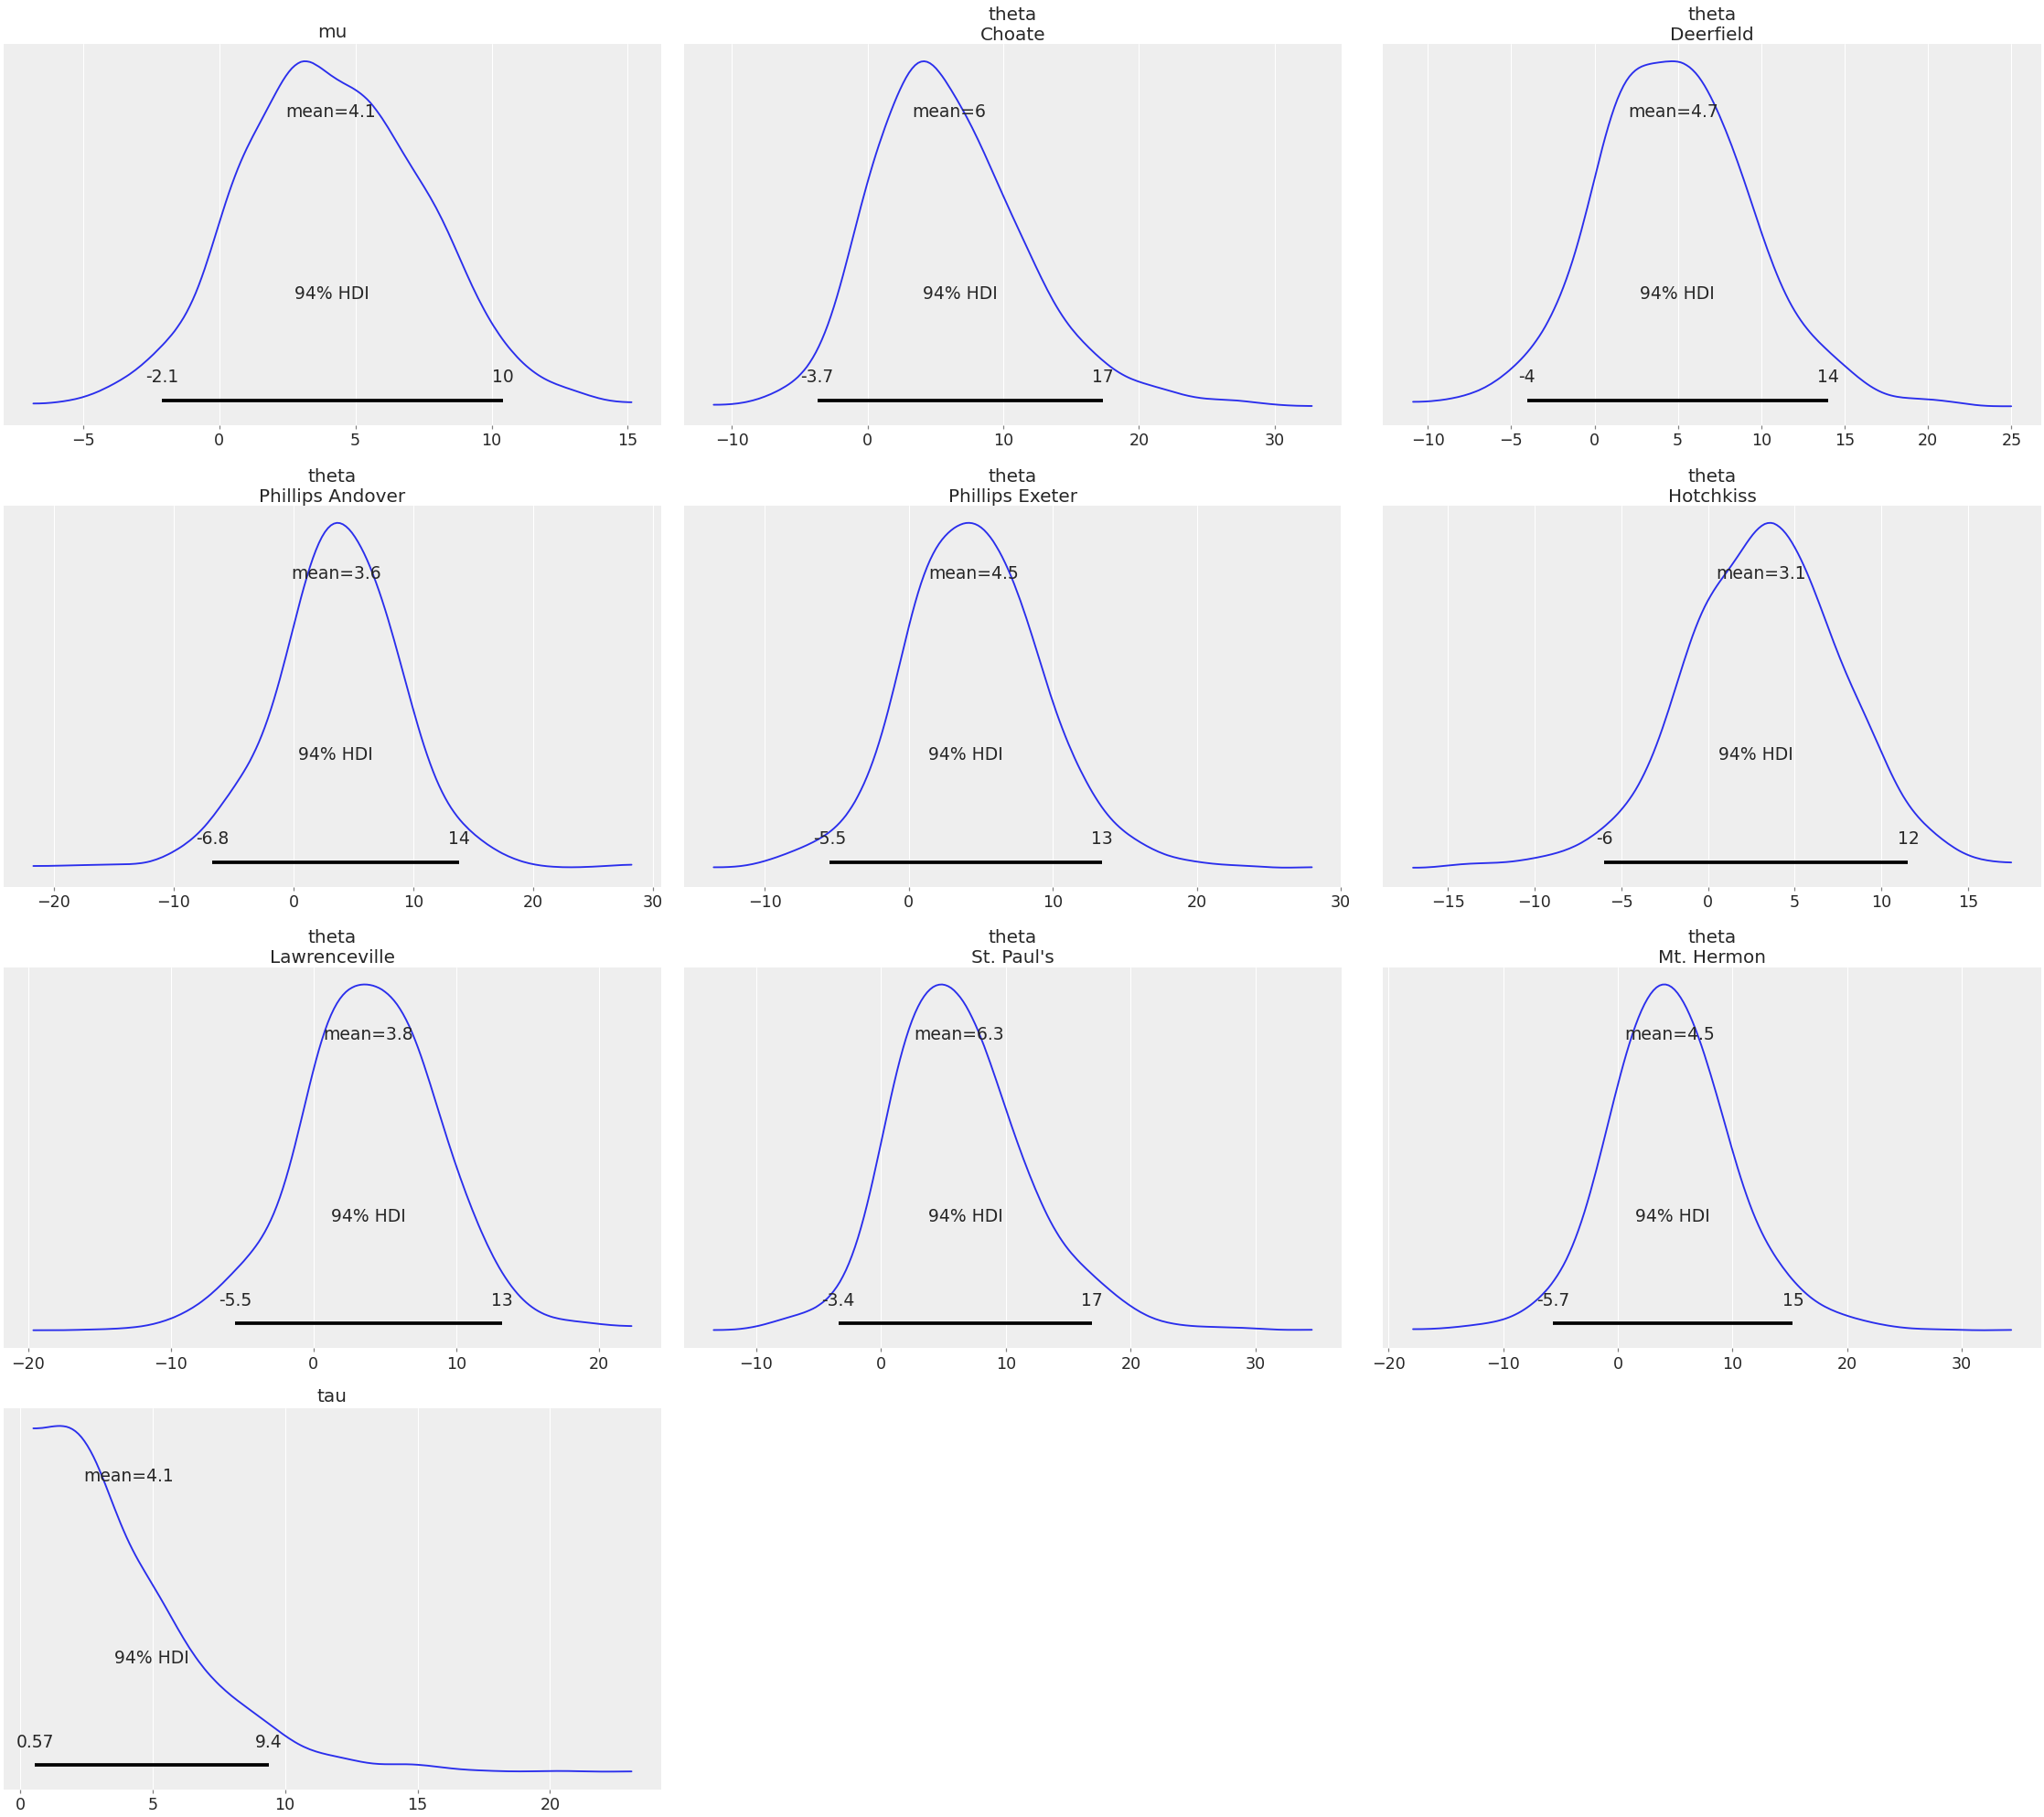 mu
mean=4.1
94% HDI
-2.1 10
−5 0 5 10 15
theta
Choate
mean=6
94% HDI
-3.7 17
−10 0 10 20 30
theta
Deerfield
mean=4.7
94% HDI
-4 14
−10 −5 0 5 10 15 20 25
theta
Phillips Andover
mean=3.6
94% HDI
-6.8 14
−20 −10 0 10 20 30
theta
Phillips Exeter
mean=4.5
94% HDI
-5.5 13
−10 0 10 20 30
theta
Hotchkiss
mean=3.1
94% HDI
-6 12
−15 −10 −5 0 5 10 15
theta
Lawrenceville
mean=3.8
94% HDI
-5.5 13
−20 −10 0 10 20
theta
St. Paul's
mean=6.3
94% HDI
-3.4 17
−10 0 10 20 30
theta
Mt. Hermon
mean=4.5
94% HDI
-5.7 15
−20 −10 0 10 20 30
tau
mean=4.1
94% HDI
0.57 9.4
0 5 10 15 20